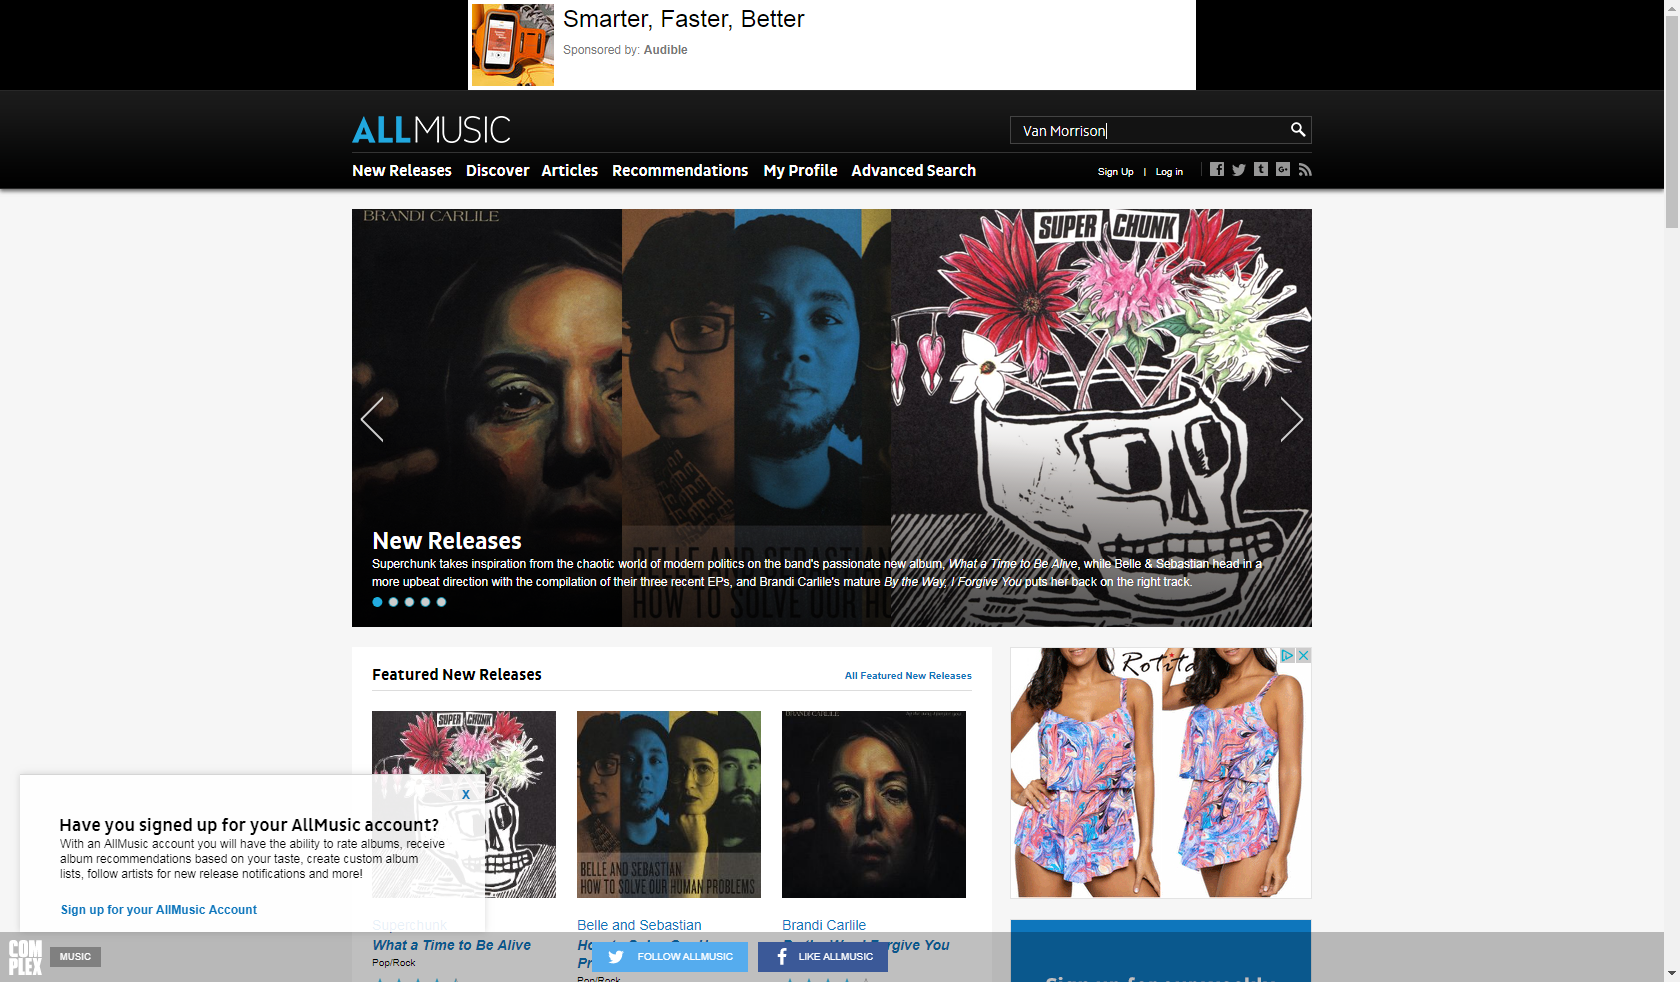 Smarter, Faster, Better
Sponsored by: Audible
ALLMUSIC
Van Morrison
New Releases Discover Articles Recommendations My Profile Advanced Search
Sign Up | Log in
BRANDI CARLILE
SUPER CHUNK
BELLE AND SEBASTIAN
HOW TO SOLVE OUR HU
New Releases
Superchunk takes inspiration from the chaotic world of modern politics on the band's passionate new album, What a Time to Be Alive, while Belle & Sebastian head in a
more upbeat direction with the compilation of their three recent EPs, and Brandi Carlile's mature By the Way, I Forgive You puts her back on the right track.
Featured New Releases
All Featured New Releases
SUPER CHUNK
BELLE AND SEBASTIAN
HOW TO SOLVE OUR HUMAN PROBLEMS
BRANDI CARLILE
Rotita
X
Have you signed up for your AllMusic account?
With an AllMusic account you will have the ability to rate albums, receive
album recommendations based on your taste, create custom album
lists, follow artists for new release notifications and more!
Sign up for your AllMusic Account
Superchunk
What a Time to Be Alive
Pop/Rock
Belle and Sebastian
Pop/Rock
Brandi Carlile
COMPLEX
MUSIC
FOLLOW ALLMUSIC
LIKE ALLMUSIC